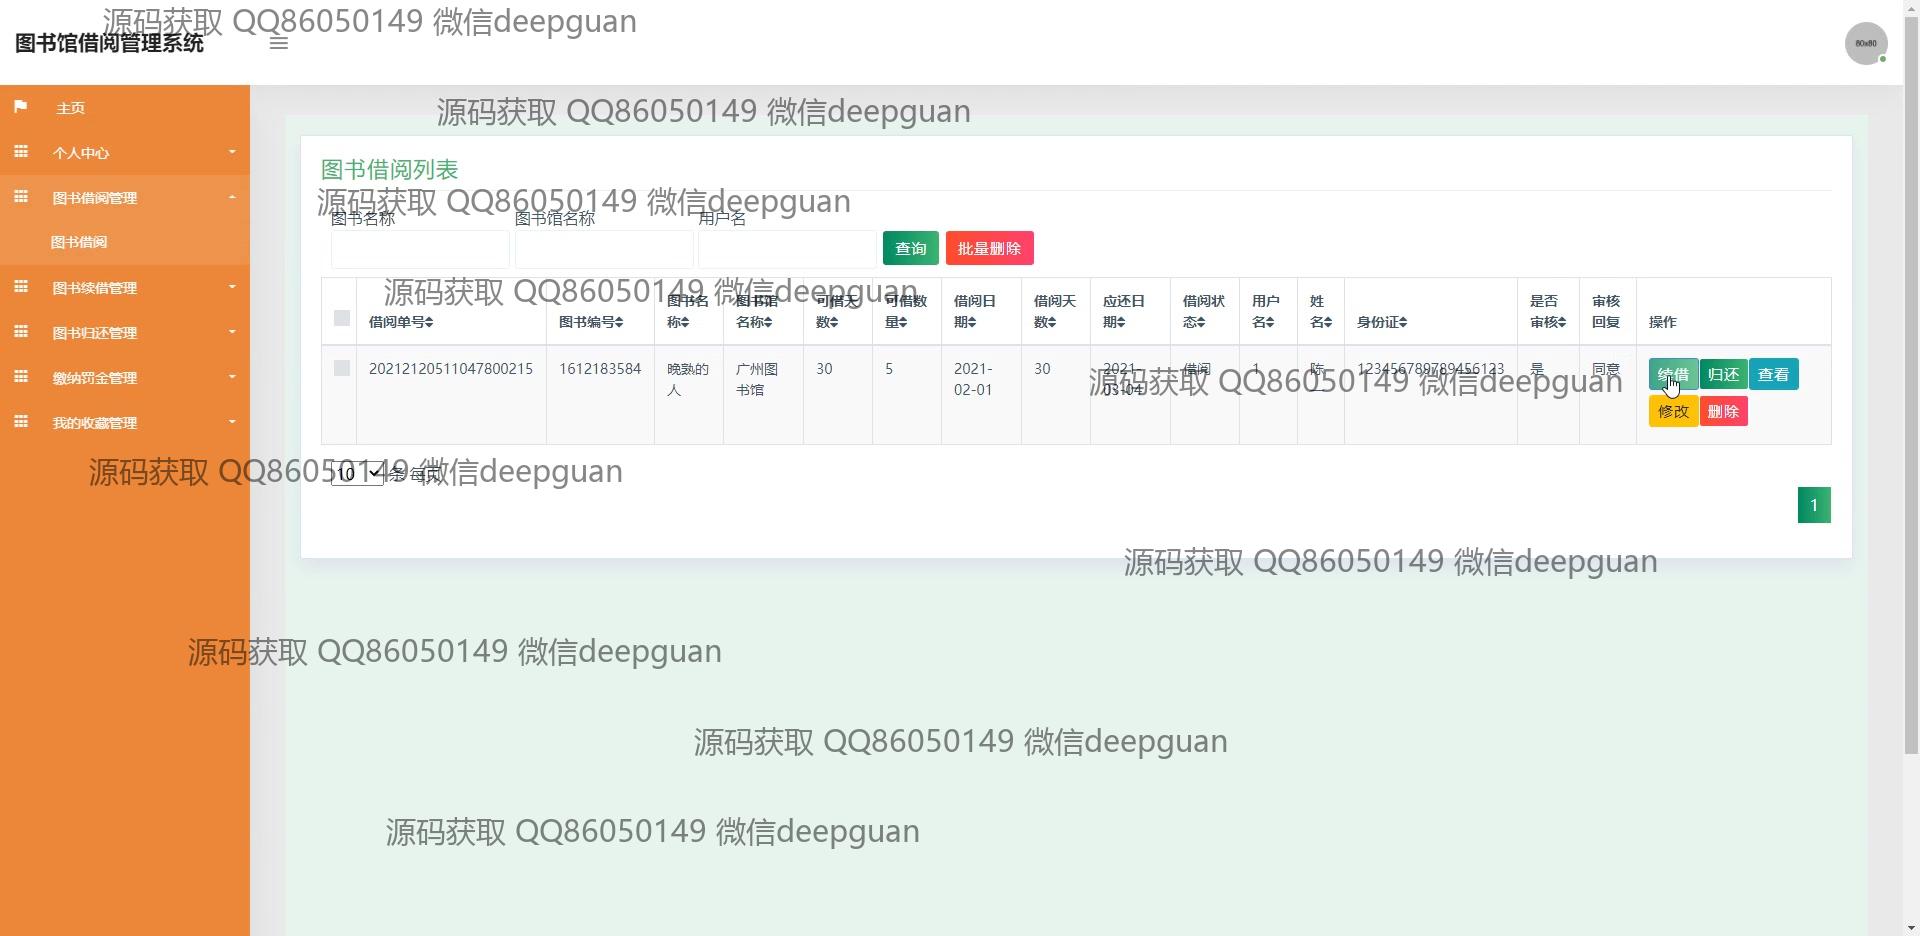 源码获取 QQ86050149 微信deepguan
图书馆借阅管理系统
80x80
主页
源码获取 QQ86050149 微信deepguan
个人中心
图书借阅列表
图书借阅管理
源码获取 QQ86050149 微信deepguan
图书名称 图书馆名称 用户名
图书借阅
查询 批量删除
图书续借管理
源码获取 QQ86050149 微信deepguan
借阅单号 图书编号 图书名称 图书馆名称 可借天数 可借数量 借阅日期 借阅天数 应还日期 借阅状态 用户名 姓名 身份证 是否审核 审核回复 操作
图书归还管理
20212120511047800215 1612183584 晚熟的人 广州图书馆 30 5 2021-02-01 30 2021-03-04 借阅 1 陈 123456789789456123 是 同意 续借 归还 查看
源码获取 QQ86050149 微信deepguan
缴纳罚金管理
修改 删除
我的收藏管理
10 条 每页
源码获取 QQ86050149 微信deepguan
1
源码获取 QQ86050149 微信deepguan
源码获取 QQ86050149 微信deepguan
源码获取 QQ86050149 微信deepguan
源码获取 QQ86050149 微信deepguan